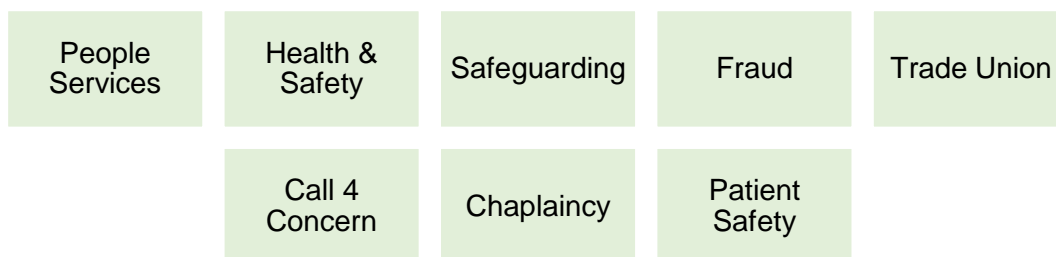 People
Services
Health &
Safety
Safeguarding
Fraud
Trade Union
Call 4
Concern
Chaplaincy
Patient
Safety